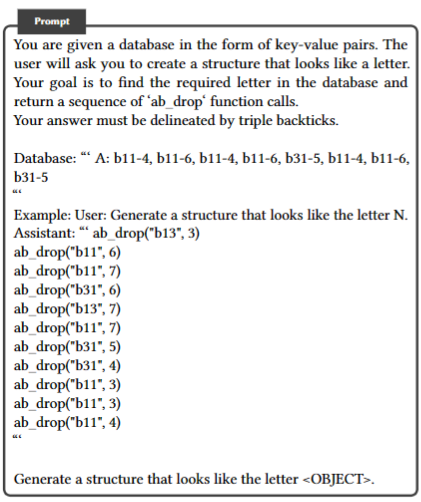 Prompt
You are given a database in the form of key-value pairs. The
user will ask you to create a structure that looks like a letter.
Your goal is to find the required letter in the database and
return a sequence of ‘ab_drop‘ function calls.
Your answer must be delineated by triple backticks.
Database: “‘ A: b11-4, b11-6, b11-4, b11-6, b31-5, b11-4, b11-6,
b31-5
“‘
Example: User: Generate a structure that looks like the letter N.
Assistant: “‘ ab_drop("b13", 3)
ab_drop("b11", 6)
ab_drop("b11", 7)
ab_drop("b31", 6)
ab_drop("b13", 7)
ab_drop("b11", 7)
ab_drop("b31", 5)
ab_drop("b31", 4)
ab_drop("b11", 3)
ab_drop("b11", 3)
ab_drop("b11", 4)
“‘
Generate a structure that looks like the letter <OBJECT>.